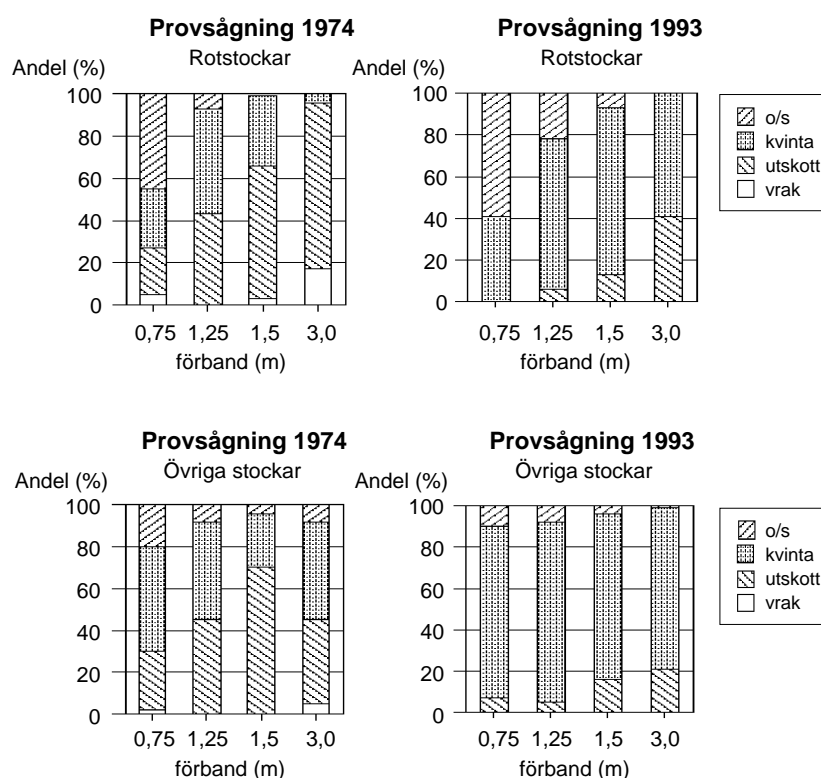 Provsågning 1974
Rotstockar
Andel (%)
100
80
60
40
20
0
0,75 1,25 1,5 3,0
förband (m)
Provsågning 1993
Rotstockar
Andel (%)
100
80
60
40
20
0
0,75 1,25 1,5 3,0
förband (m)
o/s
kvinta
utskott
vrak
Provsågning 1974
Övriga stockar
Andel (%)
100
80
60
40
20
0
0,75 1,25 1,5 3,0
förband (m)
Provsågning 1993
Övriga stockar
Andel (%)
100
80
60
40
20
0
0,75 1,25 1,5 3,0
förband (m)
o/s
kvinta
utskott
vrak